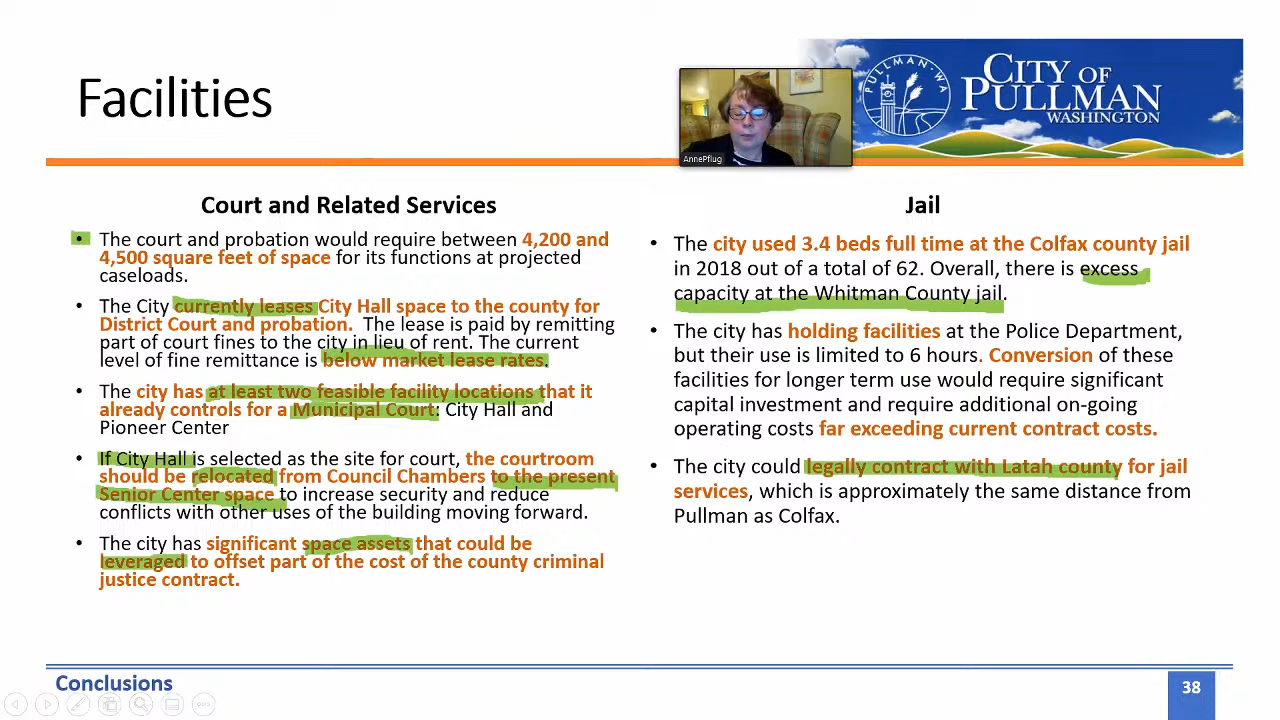 Facilities
AnnePflug
PULLMAN, WA
CITY OF
PULLMAN
WASHINGTON
Court and Related Services
• The court and probation would require between 4,200 and
4,500 square feet of space for its functions at projected
caseloads.
• The City currently leases City Hall space to the county for
District Court and probation. The lease is paid by remitting
part of court fines to the city in lieu of rent. The current
level of fine remittance is below market lease rates.
• The city has at least two feasible facility locations that it
already controls for a Municipal Court: City Hall and
Pioneer Center
• If City Hall is selected as the site for court, the courtroom
should be relocated from Council Chambers to the present
Senior Center space to increase security and reduce
conflicts with other uses of the building moving forward.
• The city has significant space assets that could be
leveraged to offset part of the cost of the county criminal
justice contract.
Jail
• The city used 3.4 beds full time at the Colfax county jail
in 2018 out of a total of 62. Overall, there is excess
capacity at the Whitman County jail.
• The city has holding facilities at the Police Department,
but their use is limited to 6 hours. Conversion of these
facilities for longer term use would require significant
capital investment and require additional on-going
operating costs far exceeding current contract costs.
• The city could legally contract with Latah county for jail
services, which is approximately the same distance from
Pullman as Colfax.
Conclusions
38